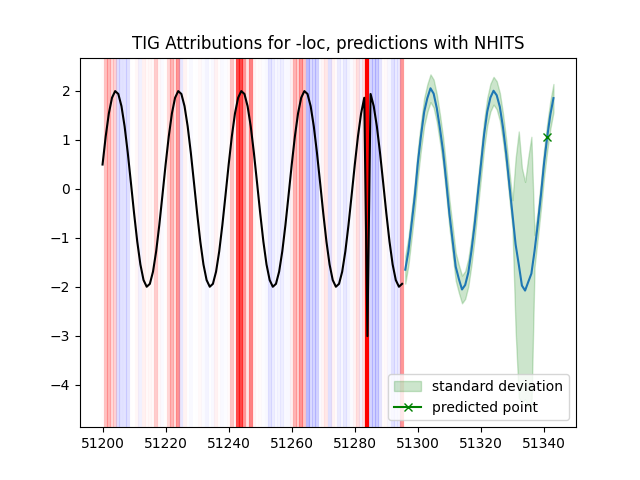 TIG Attributions for -loc, predictions with NHITS
2
1
0
−1
−2
−3
−4
standard deviation
predicted point
51200 51220 51240 51260 51280 51300 51320 51340